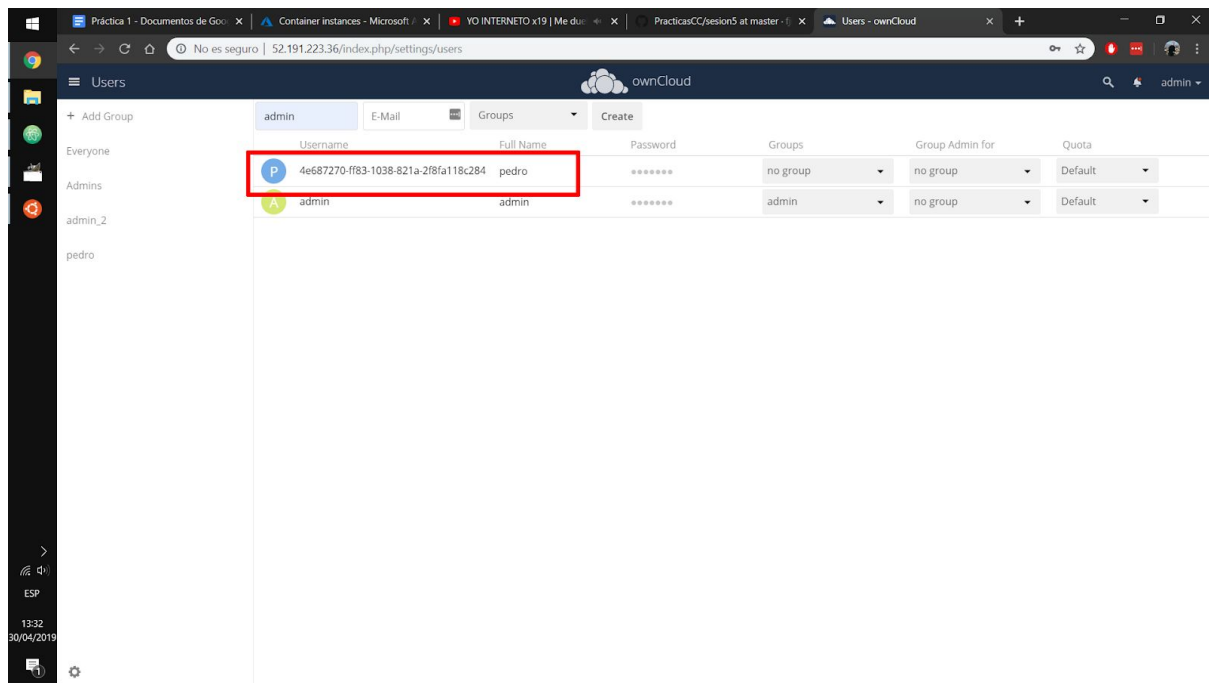 Práctica 1 - Documentos de Goo
Container instances - Microsoft A
YO INTERNETO x19 | Me due
PracticasCC/sesion5 at master · fj
Users - ownCloud
No es seguro | 52.191.223.36/index.php/settings/users
Users
ownCloud
admin
+ Add Group
admin
E-Mail
Groups
Create
Everyone
Username
Full Name
Password
Groups
Group Admin for
Quota
P
4e687270-ff83-1038-821a-2f8fa118c284
pedro
no group
no group
Default
Admins
A
admin
admin
admin
no group
Default
admin_2
pedro
ESP
13:32
30/04/2019
1